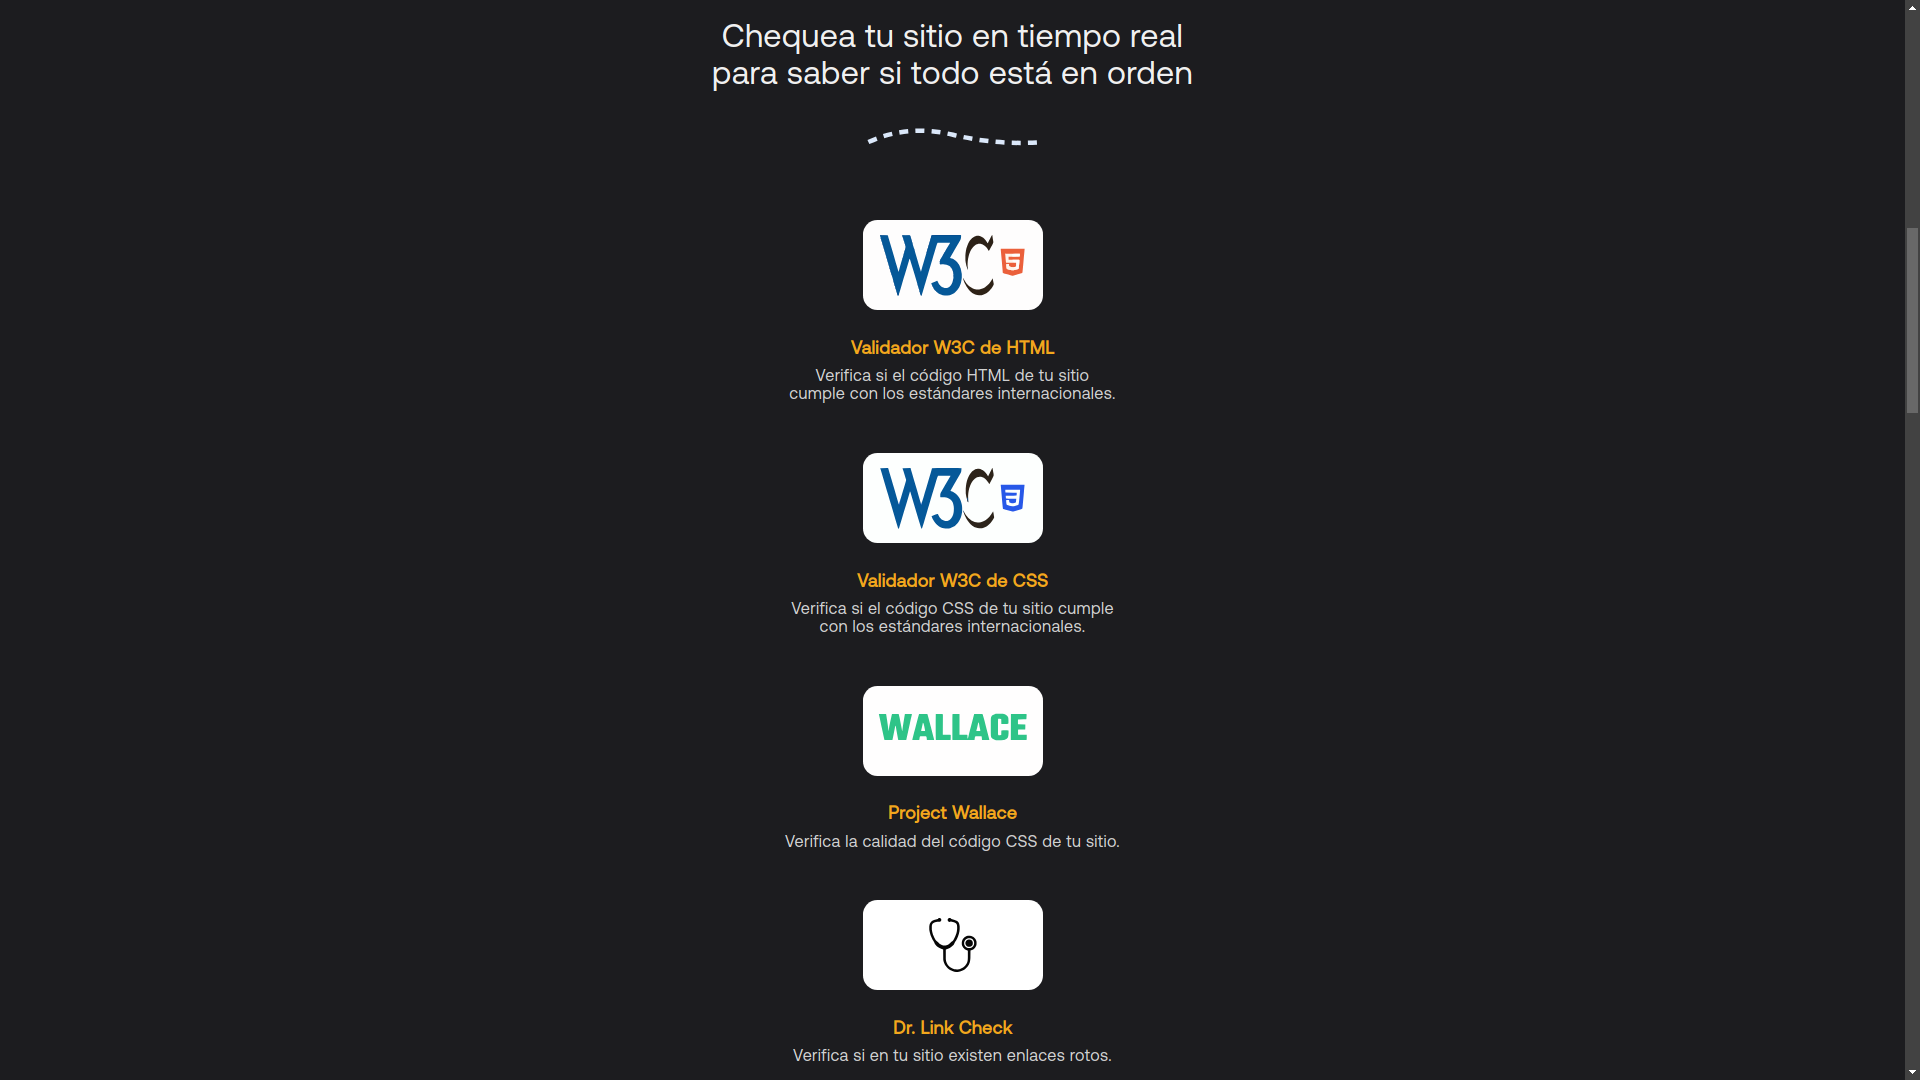 Chequea tu sitio en tiempo real
para saber si todo está en orden
W3C 5
Validador W3C de HTML
Verifica si el código HTML de tu sitio
cumple con los estándares internacionales.
W3C 3
Validador W3C de CSS
Verifica si el código CSS de tu sitio cumple
con los estándares internacionales.
WALLACE
Project Wallace
Verifica la calidad del código CSS de tu sitio.
Dr. Link Check
Verifica si en tu sitio existen enlaces rotos.